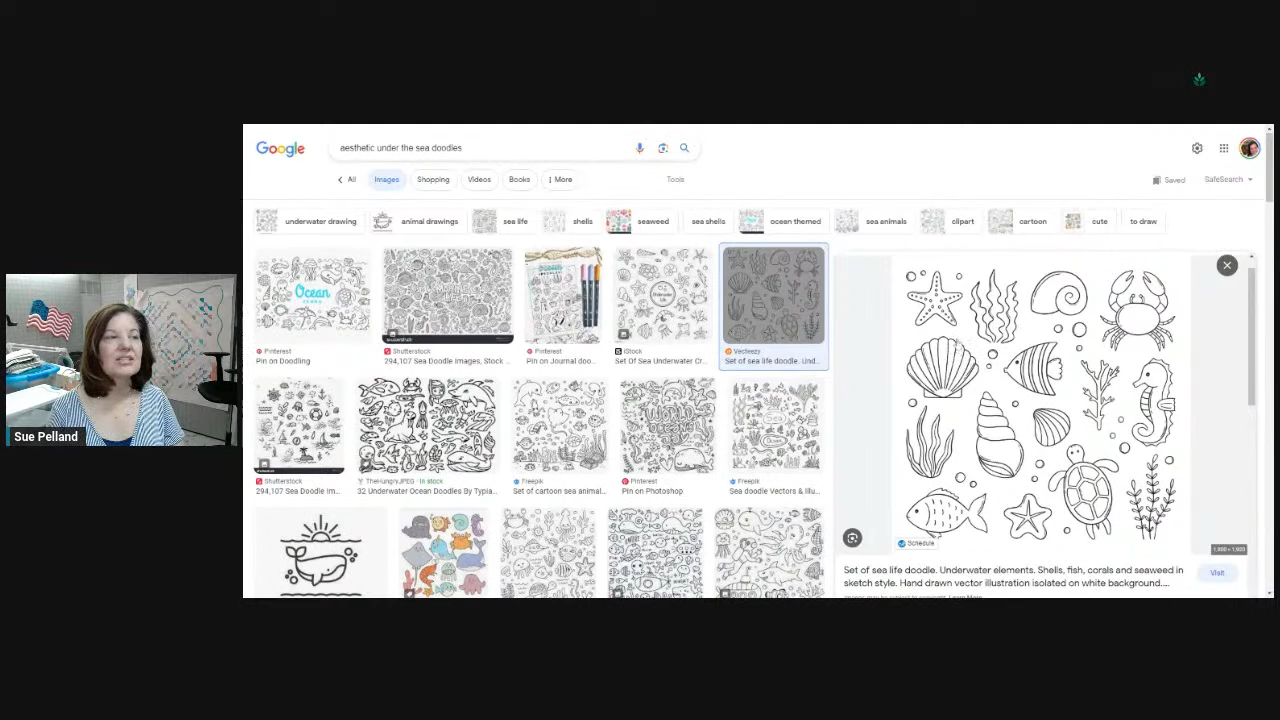 Google
aesthetic under the sea doodles
All
Images
Shopping
Videos
Books
More
Tools
Saved
SafeSearch
underwater drawing
animal drawings
sea life
shells
seaweed
sea shells
ocean themed
sea animals
clipart
cartoon
cute
to draw
Ocean
Pinterest
Pin on Doodling
Shutterstock
294,107 Sea Doodle Images, Stock ...
Pinterest
Pin on Journal doo...
iStock
Set Of Sea Underwater Cr...
Vecteezy
Set of sea life doodle. Und...
Shutterstock
294,107 Sea Doodle Im...
TheHungryJPEG · In stock
32 Underwater Ocean Doodles By Typia...
Freepik
Set of cartoon sea animal...
Pinterest
Pin on Photoshop
Freepik
Sea doodle Vectors & Illu...
Schedule
Set of sea life doodle. Underwater elements. Shells, fish, corals and seaweed in
sketch style. Hand drawn vector illustration isolated on white background....
Visit
Sue Pelland